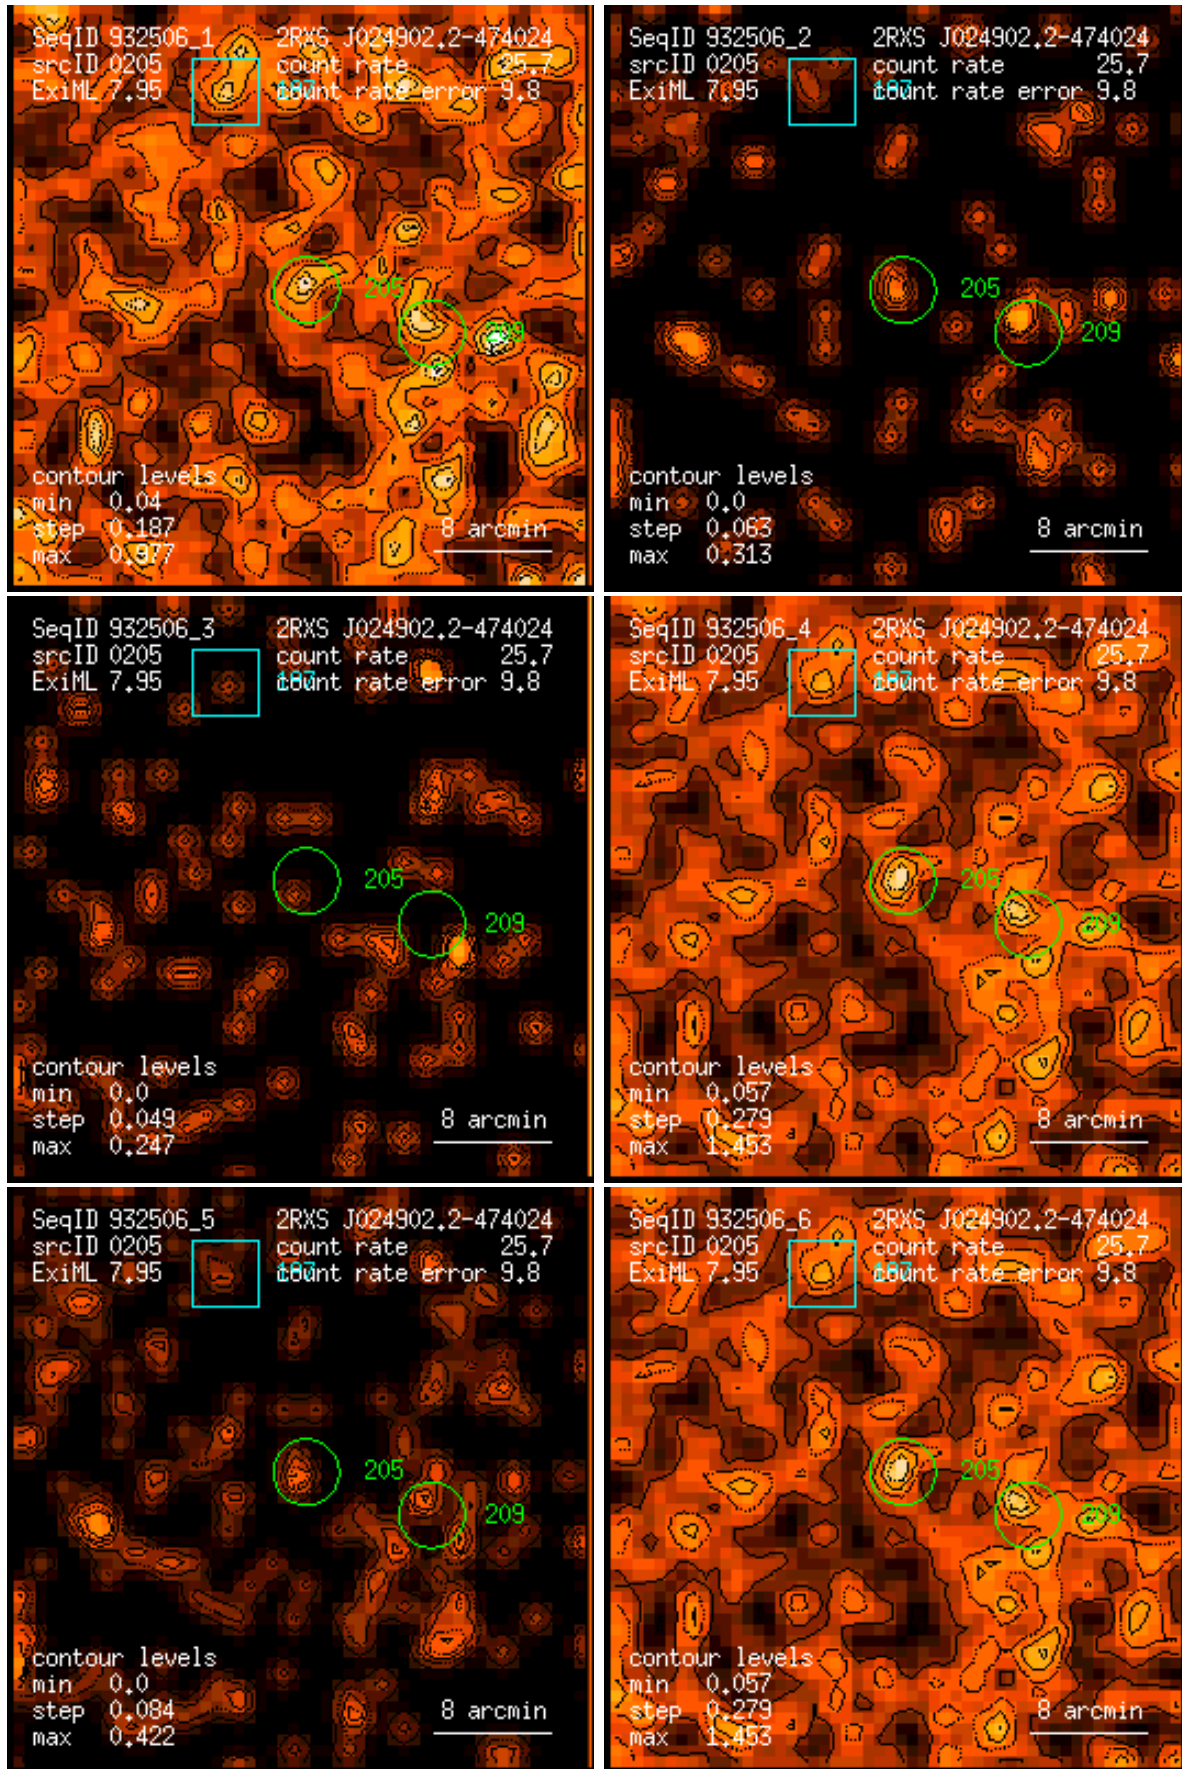 SeqID 932506_1 2RXS J024902.2-474024
srcID 0205 count rate 25.7
ExiML 7.95 count rate error 9.8
205
209
contour levels
min 0.04
step 0.187 8 arcmin
max 0.977
SeqID 932506_2 2RXS J024902.2-474024
srcID 0205 count rate 25.7
ExiML 7.95 count rate error 9.8
205
209
contour levels
min 0.0
step 0.063 8 arcmin
max 0.313
SeqID 932506_3 2RXS J024902.2-474024
srcID 0205 count rate 25.7
ExiML 7.95 count rate error 9.8
205
209
contour levels
min 0.0
step 0.049 8 arcmin
max 0.247
SeqID 932506_4 2RXS J024902.2-474024
srcID 0205 count rate 25.7
ExiML 7.95 count rate error 9.8
205
209
contour levels
min 0.057
step 0.279 8 arcmin
max 1.453
SeqID 932506_5 2RXS J024902.2-474024
srcID 0205 count rate 25.7
ExiML 7.95 count rate error 9.8
205
209
contour levels
min 0.0
step 0.084 8 arcmin
max 0.422
SeqID 932506_6 2RXS J024902.2-474024
srcID 0205 count rate 25.7
ExiML 7.95 count rate error 9.8
205
209
contour levels
min 0.057
step 0.279 8 arcmin
max 1.453